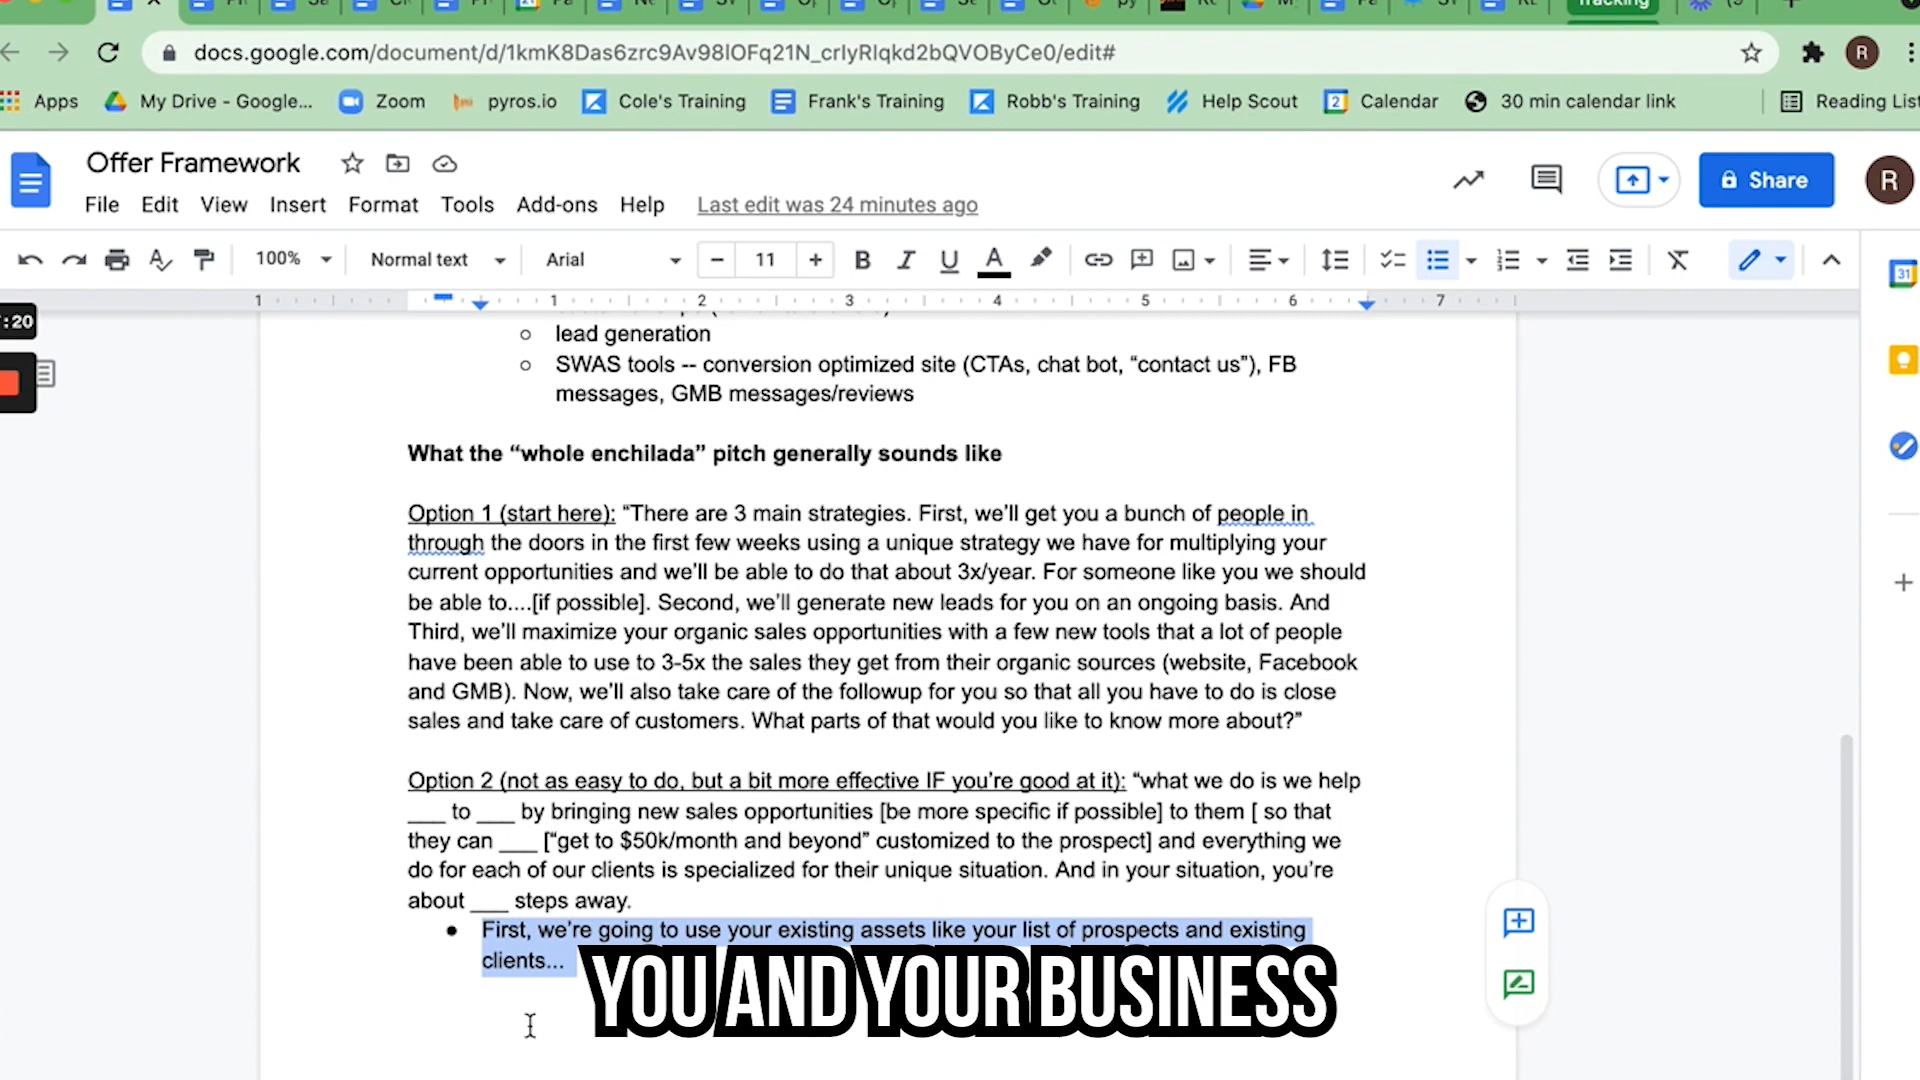 Tracking
docs.google.com/document/d/1kmK8Das6zrc9Av98lOFq21N_crIyRlqkd2bQVOByCe0/edit#
R
Apps My Drive - Google... Zoom pyros.io Cole's Training Frank's Training Robb's Training Help Scout 2 Calendar 30 min calendar link Reading List
Offer Framework
Share
R
File Edit View Insert Format Tools Add-ons Help Last edit was 24 minutes ago
100% Normal text Arial − 11 + B I U A
31
1 1 2 3 4 5 6 7
:20
lead generation
SWAS tools -- conversion optimized site (CTAs, chat bot, “contact us”), FB
messages, GMB messages/reviews
What the “whole enchilada” pitch generally sounds like
Option 1 (start here): “There are 3 main strategies. First, we’ll get you a bunch of people in
through the doors in the first few weeks using a unique strategy we have for multiplying your
current opportunities and we’ll be able to do that about 3x/year. For someone like you we should
be able to....[if possible]. Second, we’ll generate new leads for you on an ongoing basis. And
Third, we’ll maximize your organic sales opportunities with a few new tools that a lot of people
have been able to use to 3-5x the sales they get from their organic sources (website, Facebook
and GMB). Now, we’ll also take care of the followup for you so that all you have to do is close
sales and take care of customers. What parts of that would you like to know more about?”
Option 2 (not as easy to do, but a bit more effective IF you’re good at it): “what we do is we help
___ to ___ by bringing new sales opportunities [be more specific if possible] to them [ so that
they can ___ [“get to $50k/month and beyond” customized to the prospect] and everything we
do for each of our clients is specialized for their unique situation. And in your situation, you’re
about ___ steps away.
● First, we’re going to use your existing assets like your list of prospects and existing
clients...
YOU AND YOUR BUSINESS